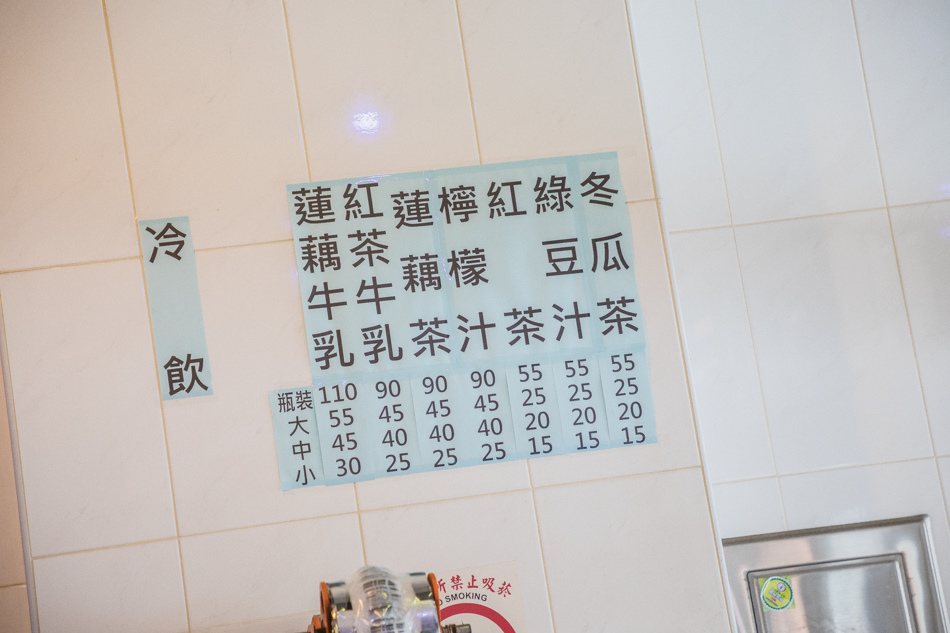 冷飲
冬瓜茶
綠豆汁
紅茶
檸檬汁
蓮藕茶
紅茶牛乳
蓮藕牛乳
瓶裝 110 90 90 90 55 55 55
大 55 45 45 45 25 25 25
中 45 40 40 40 20 20 20
小 30 25 25 25 15 15 15
禁止吸菸
SMOKING